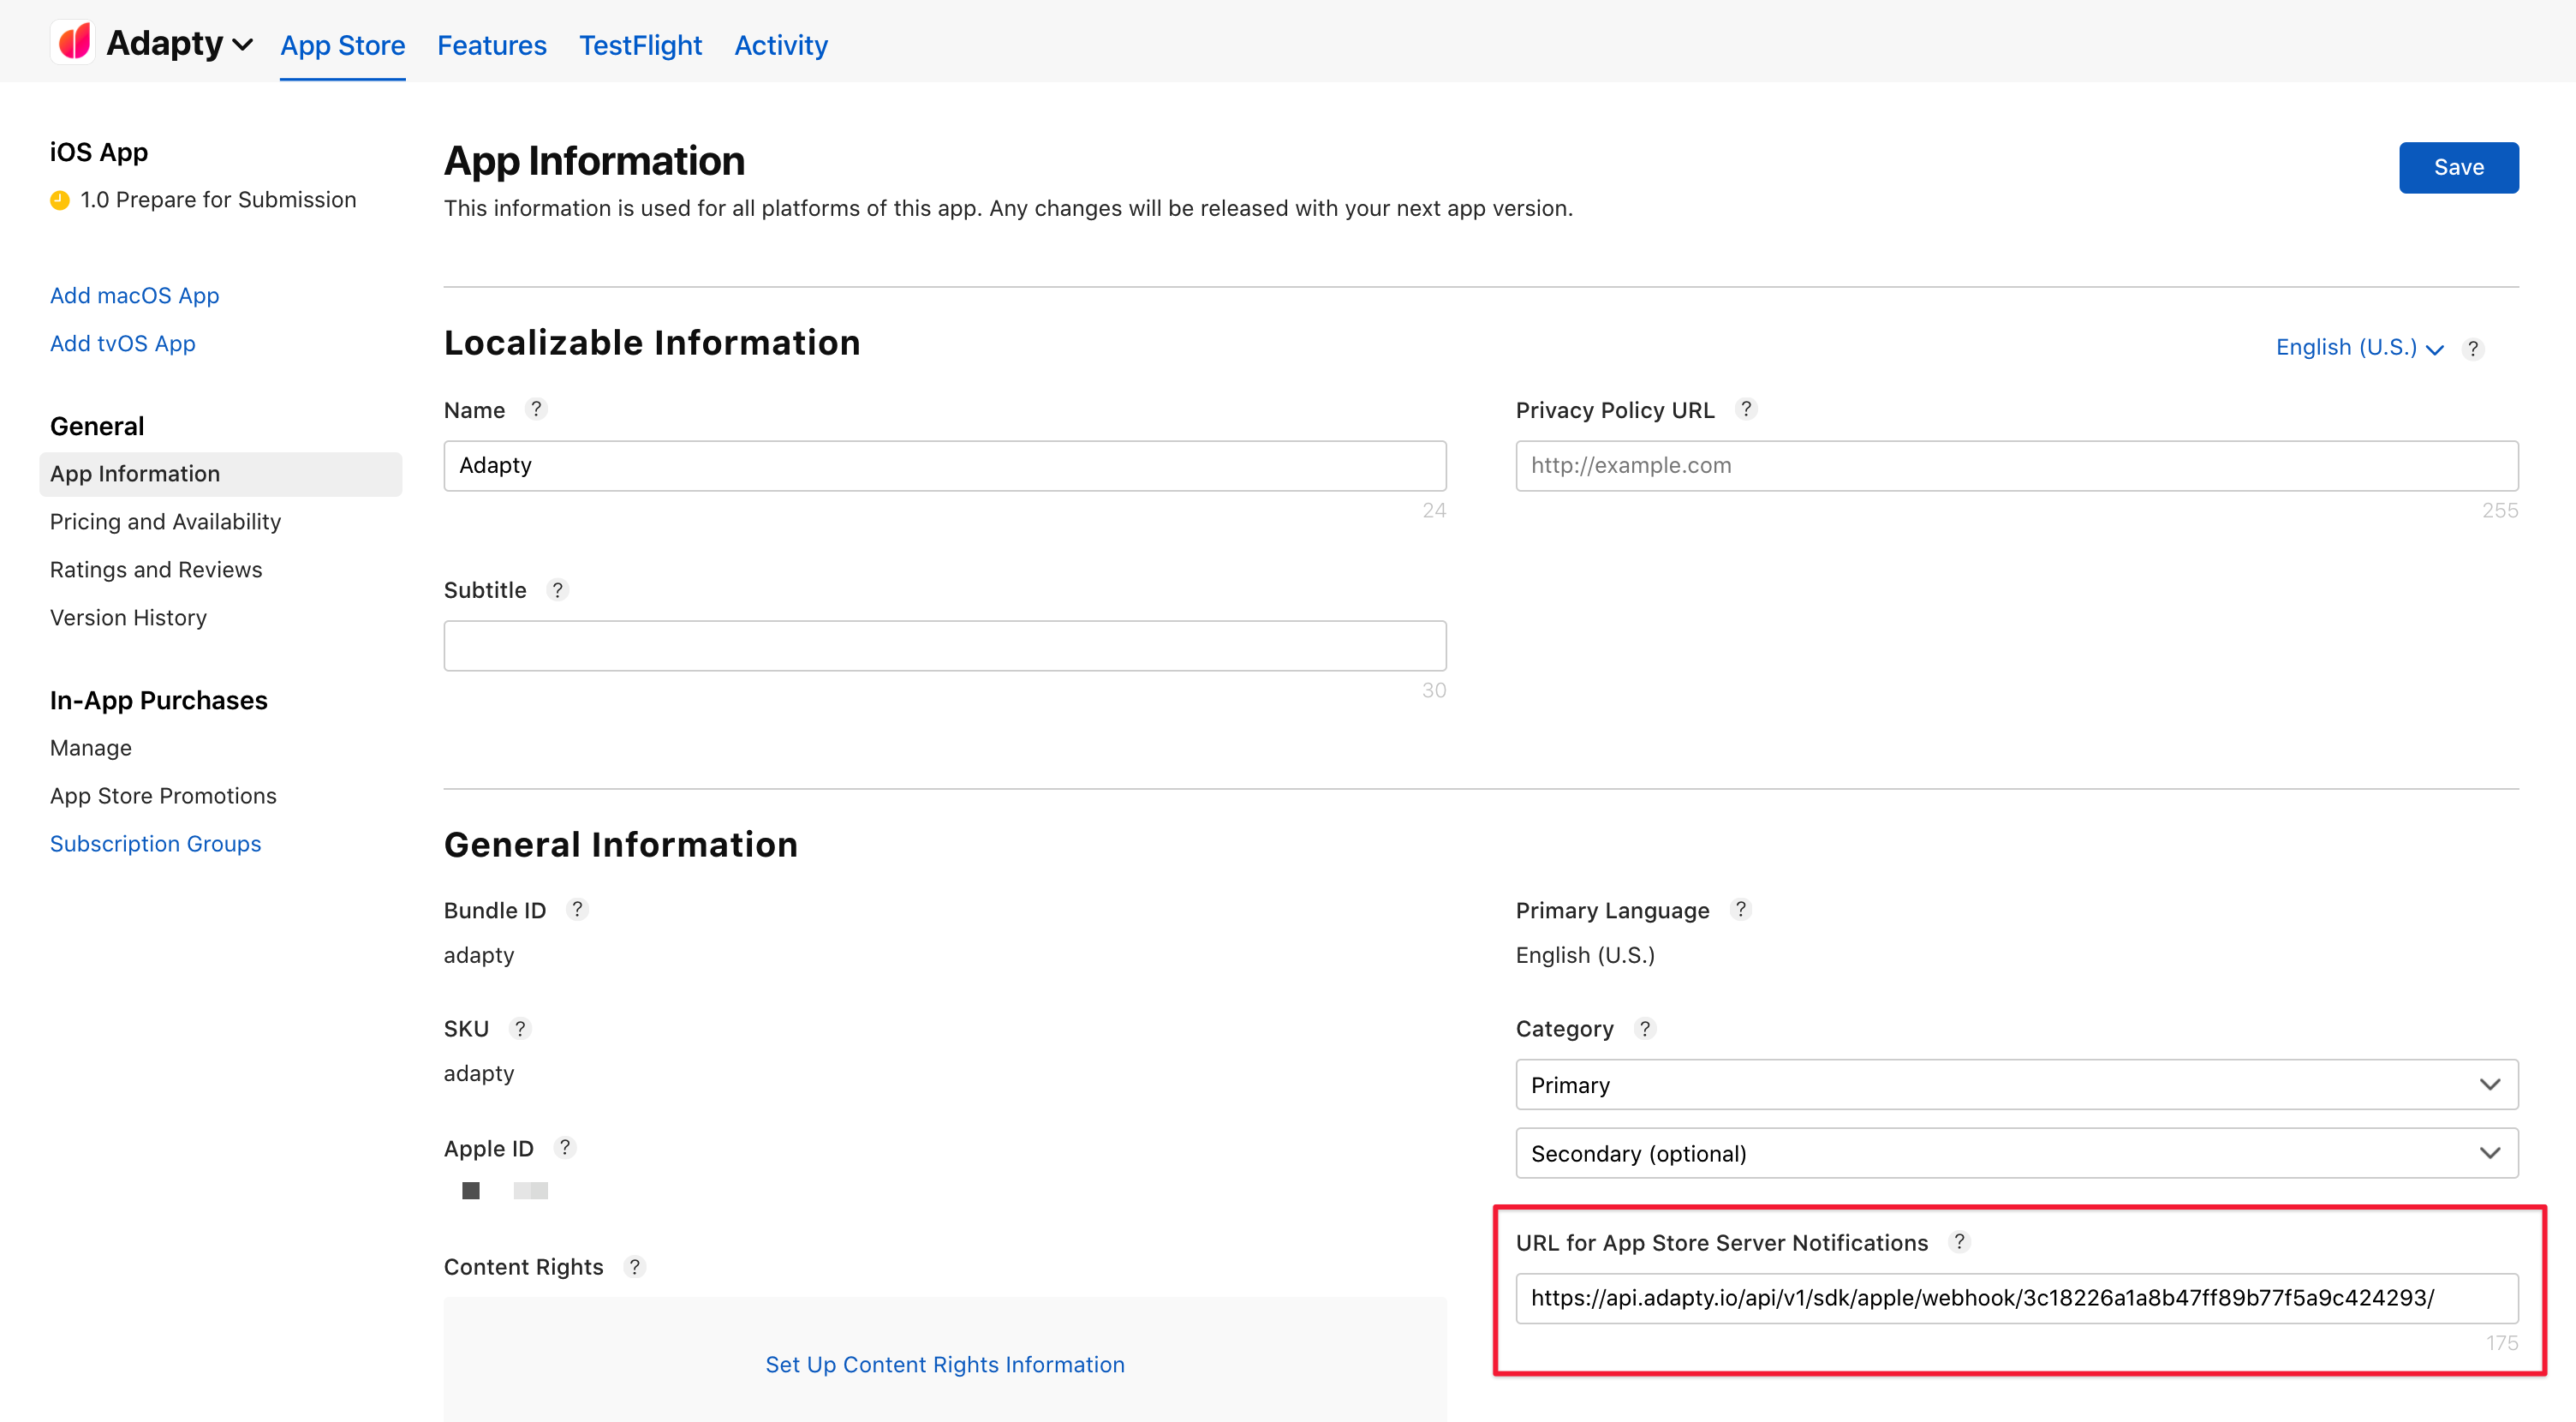 Adapty App Store Features TestFlight Activity
iOS App
1.0 Prepare for Submission
Add macOS App
Add tvOS App
General
App Information
Pricing and Availability
Ratings and Reviews
Version History
In-App Purchases
Manage
App Store Promotions
Subscription Groups
App Information
Save
This information is used for all platforms of this app. Any changes will be released with your next app version.
Localizable Information
English (U.S.) ?
Name ?
Adapty
24
Privacy Policy URL ?
http://example.com
255
Subtitle ?
30
General Information
Bundle ID ?
adapty
SKU ?
adapty
Apple ID ?
Content Rights ?
Set Up Content Rights Information
Primary Language ?
English (U.S.)
Category ?
Primary
Secondary (optional)
URL for App Store Server Notifications ?
https://api.adapty.io/api/v1/sdk/apple/webhook/3c18226a1a8b47ff89b77f5a9c424293/
175